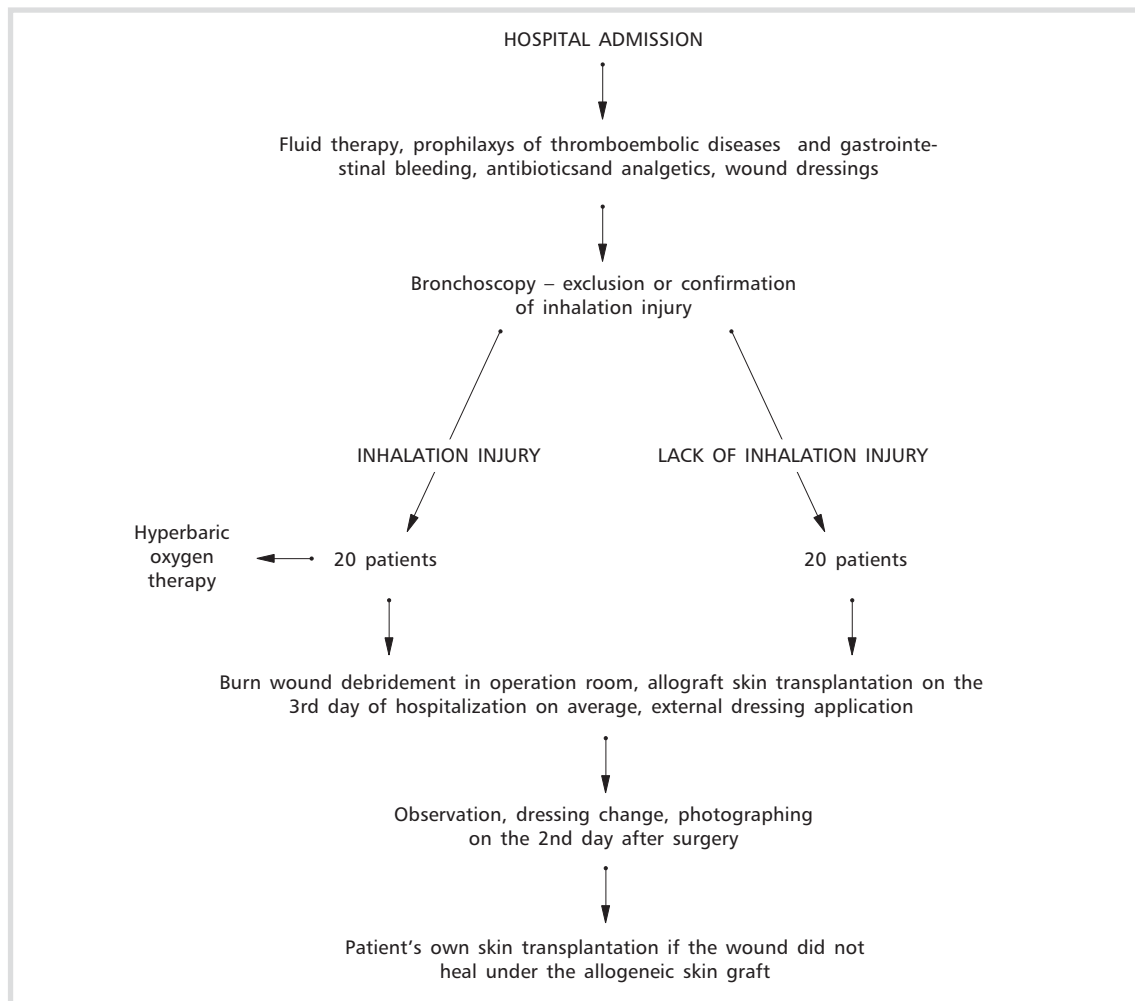 HOSPITAL ADMISSION
Fluid therapy, prophilaxys of thromboembolic diseases and gastrointe-
stinal bleeding, antibioticsand analgetics, wound dressings
Bronchoscopy – exclusion or confirmation
of inhalation injury
INHALATION INJURY
LACK OF INHALATION INJURY
Hyperbaric
oxygen
therapy
20 patients
20 patients
Burn wound debridement in operation room, allograft skin transplantation on the
3rd day of hospitalization on average, external dressing application
Observation, dressing change, photographing
on the 2nd day after surgery
Patient's own skin transplantation if the wound did not
heal under the allogeneic skin graft